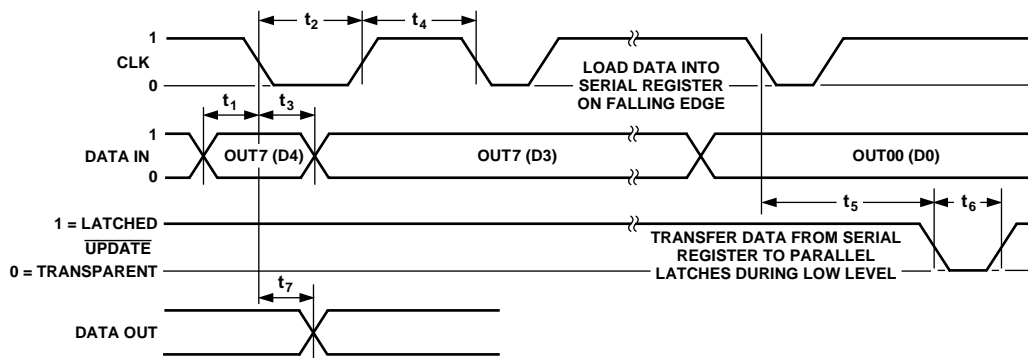 t2
t4
1
CLK
0
LOAD DATA INTO
SERIAL REGISTER
ON FALLING EDGE
t1
t3
1
DATA IN
0
OUT7 (D4)
OUT7 (D3)
OUT00 (D0)
t5
t6
1 = LATCHED
UPDATE
0 = TRANSPARENT
TRANSFER DATA FROM SERIAL
REGISTER TO PARALLEL
LATCHES DURING LOW LEVEL
t7
DATA OUT